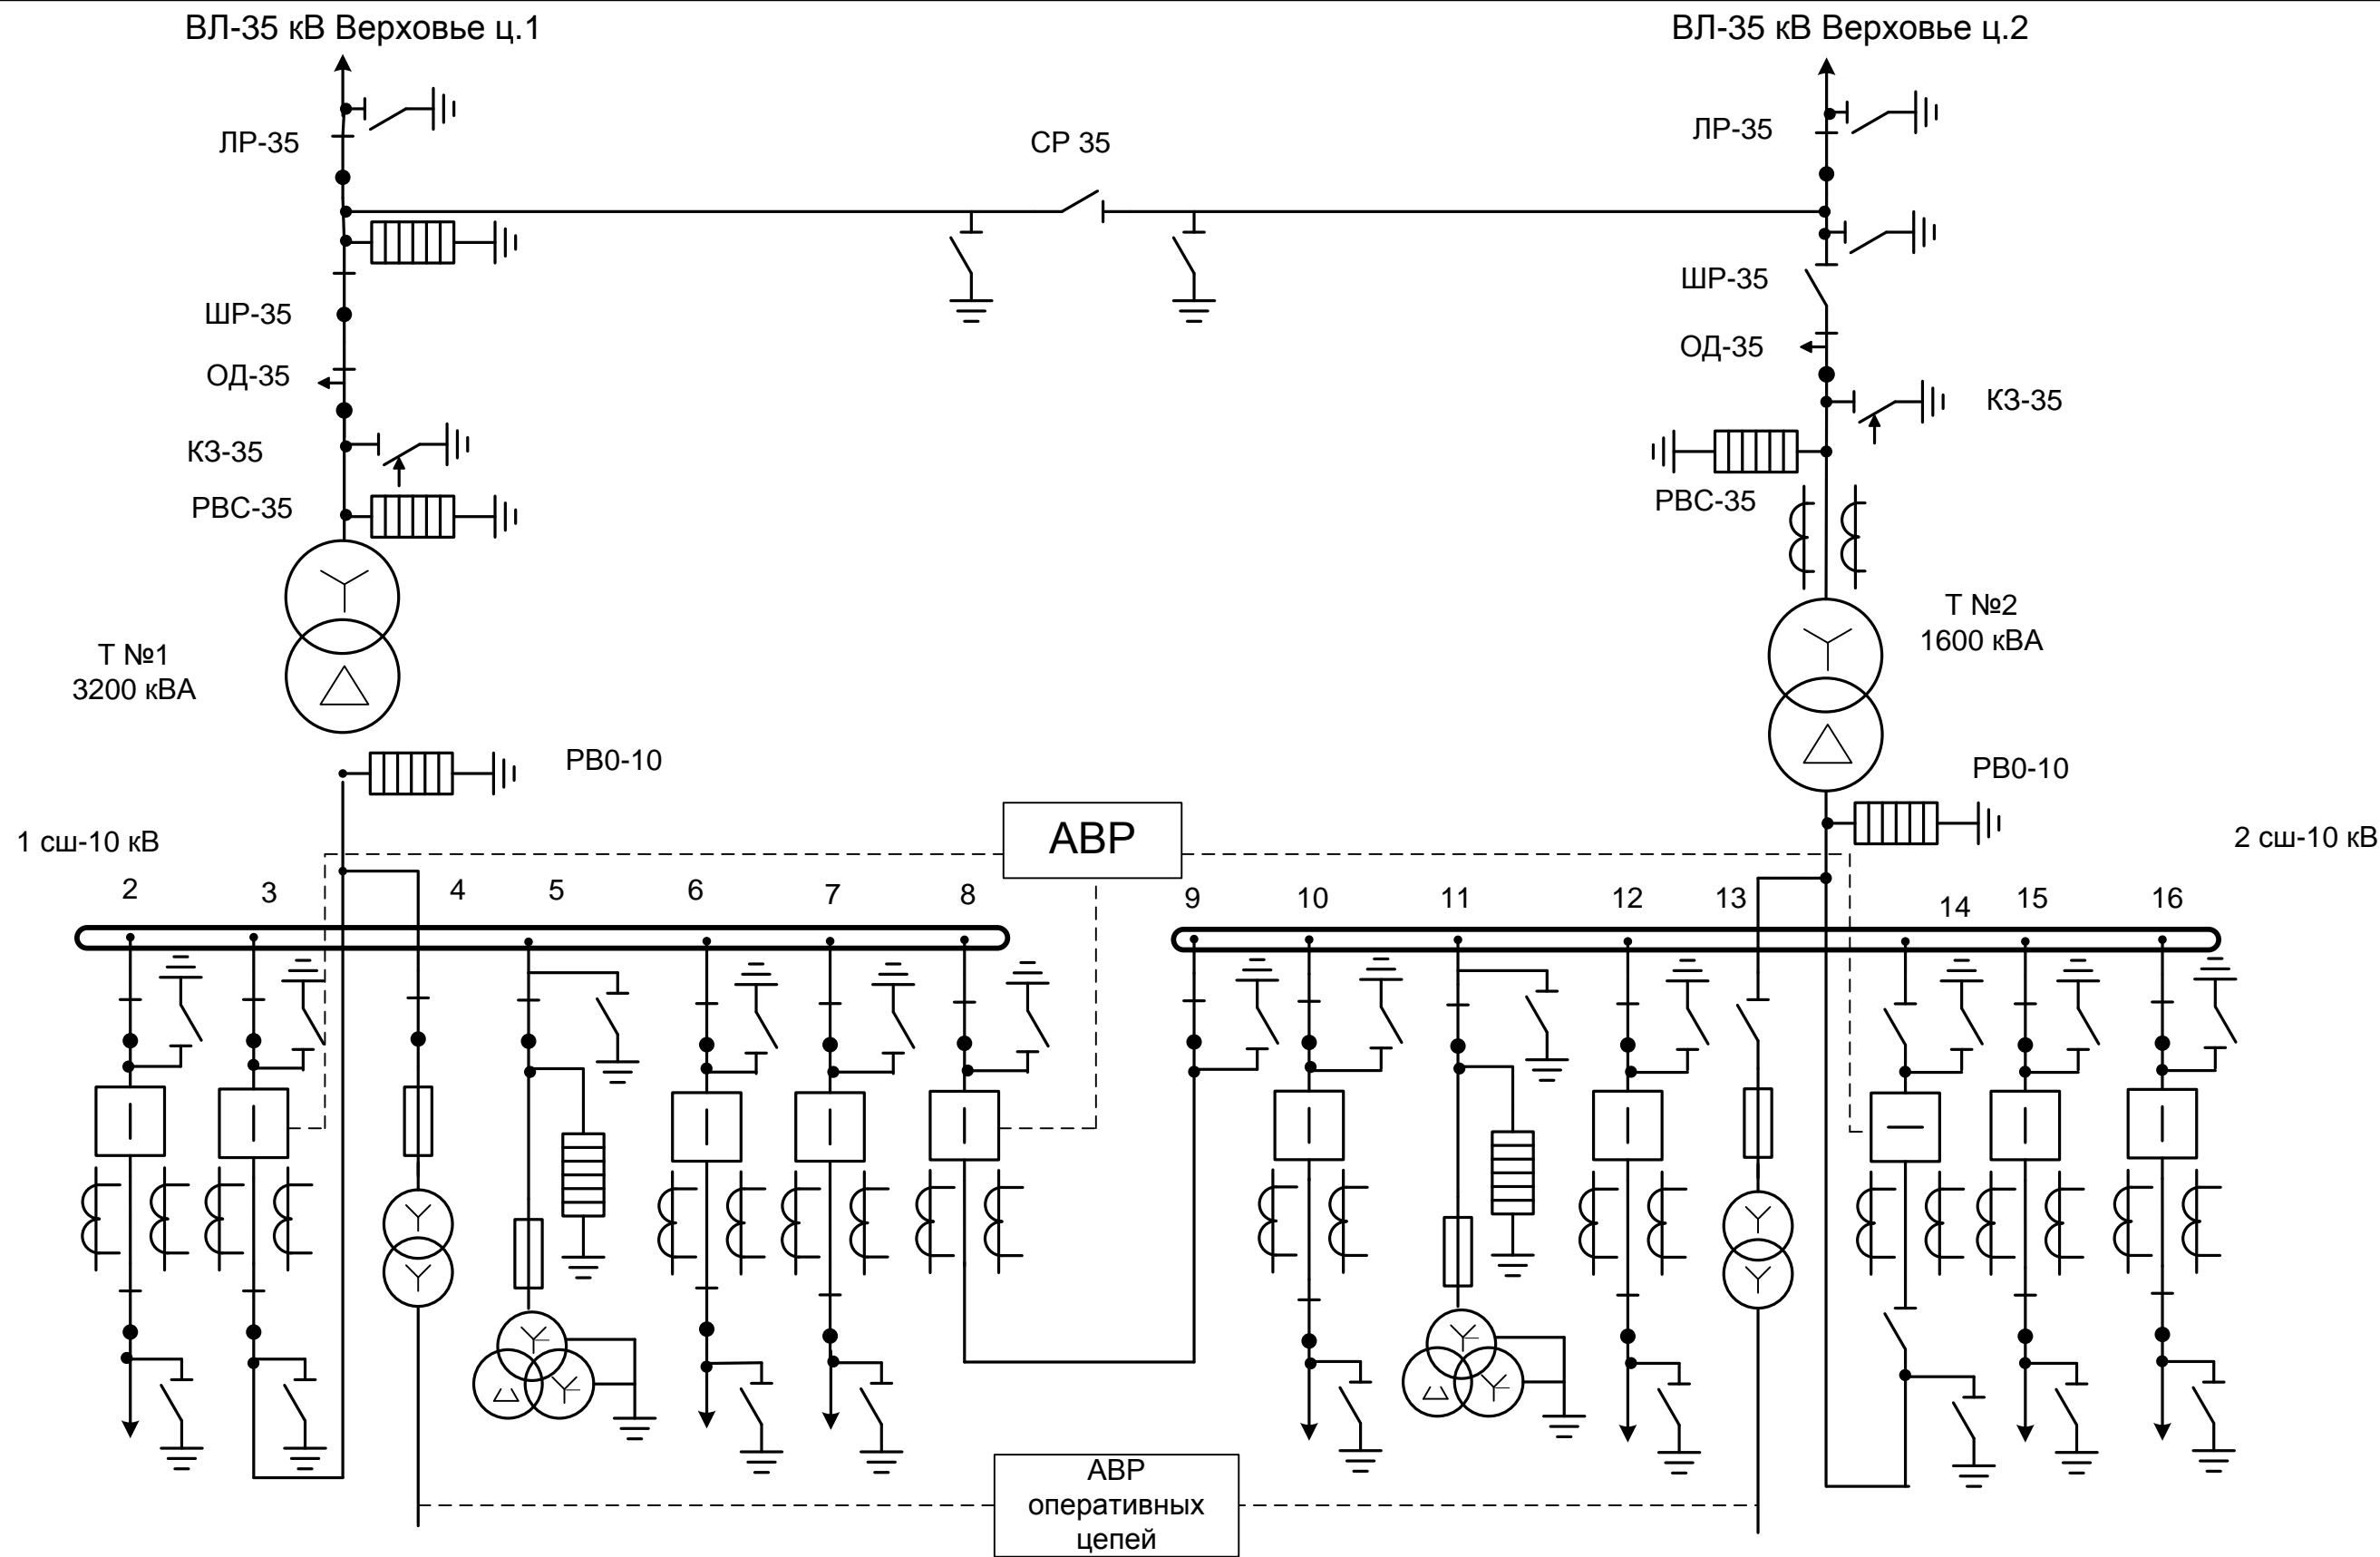 ВЛ-35 кВ Верховье ц.1
ВЛ-35 кВ Верховье ц.2
ЛР-35
СР 35
ЛР-35
ШР-35
ШР-35
ОД-35
ОД-35
КЗ-35
КЗ-35
РВС-35
РВС-35
Т №1
3200 кВА
Т №2
1600 кВА
РВ0-10
РВ0-10
АВР
1 сш-10 кВ
2 сш-10 кВ
2 3 4 5 6 7 8 9 10 11 12 13 14 15 16
АВР
оперативных
цепей